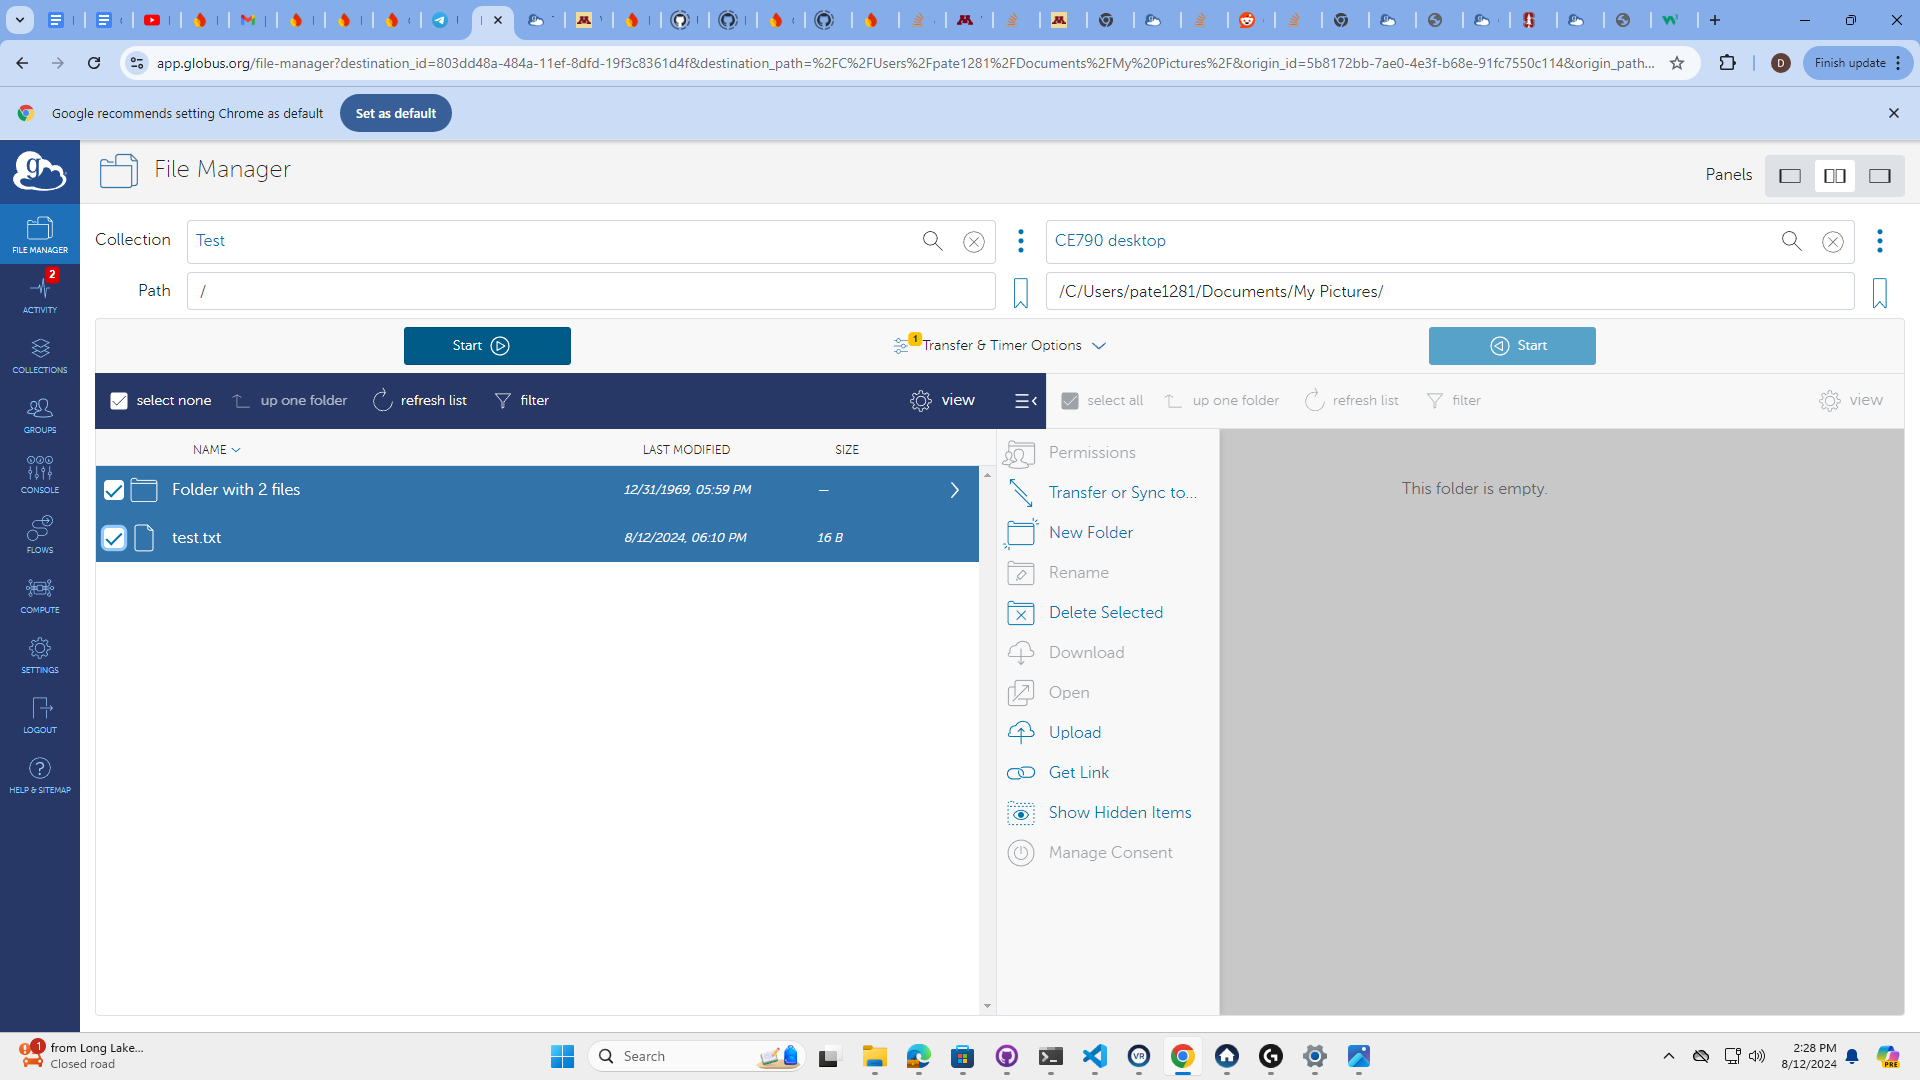 app.globus.org/file-manager?destination_id=803dd48a-484a-11ef-8dfd-19f3c8361d4f&destination_path=%2FC%2FUsers%2Fpate1281%2FDocuments%2FMy%20Pictures%2F&origin_id=5b8172bb-7ae0-4e3f-b68e-91fc7550c114&origin_path...
D
Finish update
Google recommends setting Chrome as default
Set as default
g
File Manager
Panels
FILE MANAGER
Collection
Test
CE790 desktop
2
ACTIVITY
Path
/
/C/Users/pate1281/Documents/My Pictures/
Start
1
Transfer & Timer Options
Start
COLLECTIONS
select none
up one folder
refresh list
filter
view
select all
up one folder
refresh list
filter
view
GROUPS
NAME
LAST MODIFIED
SIZE
Permissions
CONSOLE
Folder with 2 files
12/31/1969, 05:59 PM
—
Transfer or Sync to...
This folder is empty.
FLOWS
test.txt
8/12/2024, 06:10 PM
16 B
New Folder
Rename
COMPUTE
Delete Selected
SETTINGS
Download
Open
LOGOUT
Upload
HELP & SITEMAP
Get Link
Show Hidden Items
Manage Consent
1
from Long Lake...
Closed road
Search
VR
2:28 PM
8/12/2024
PRE